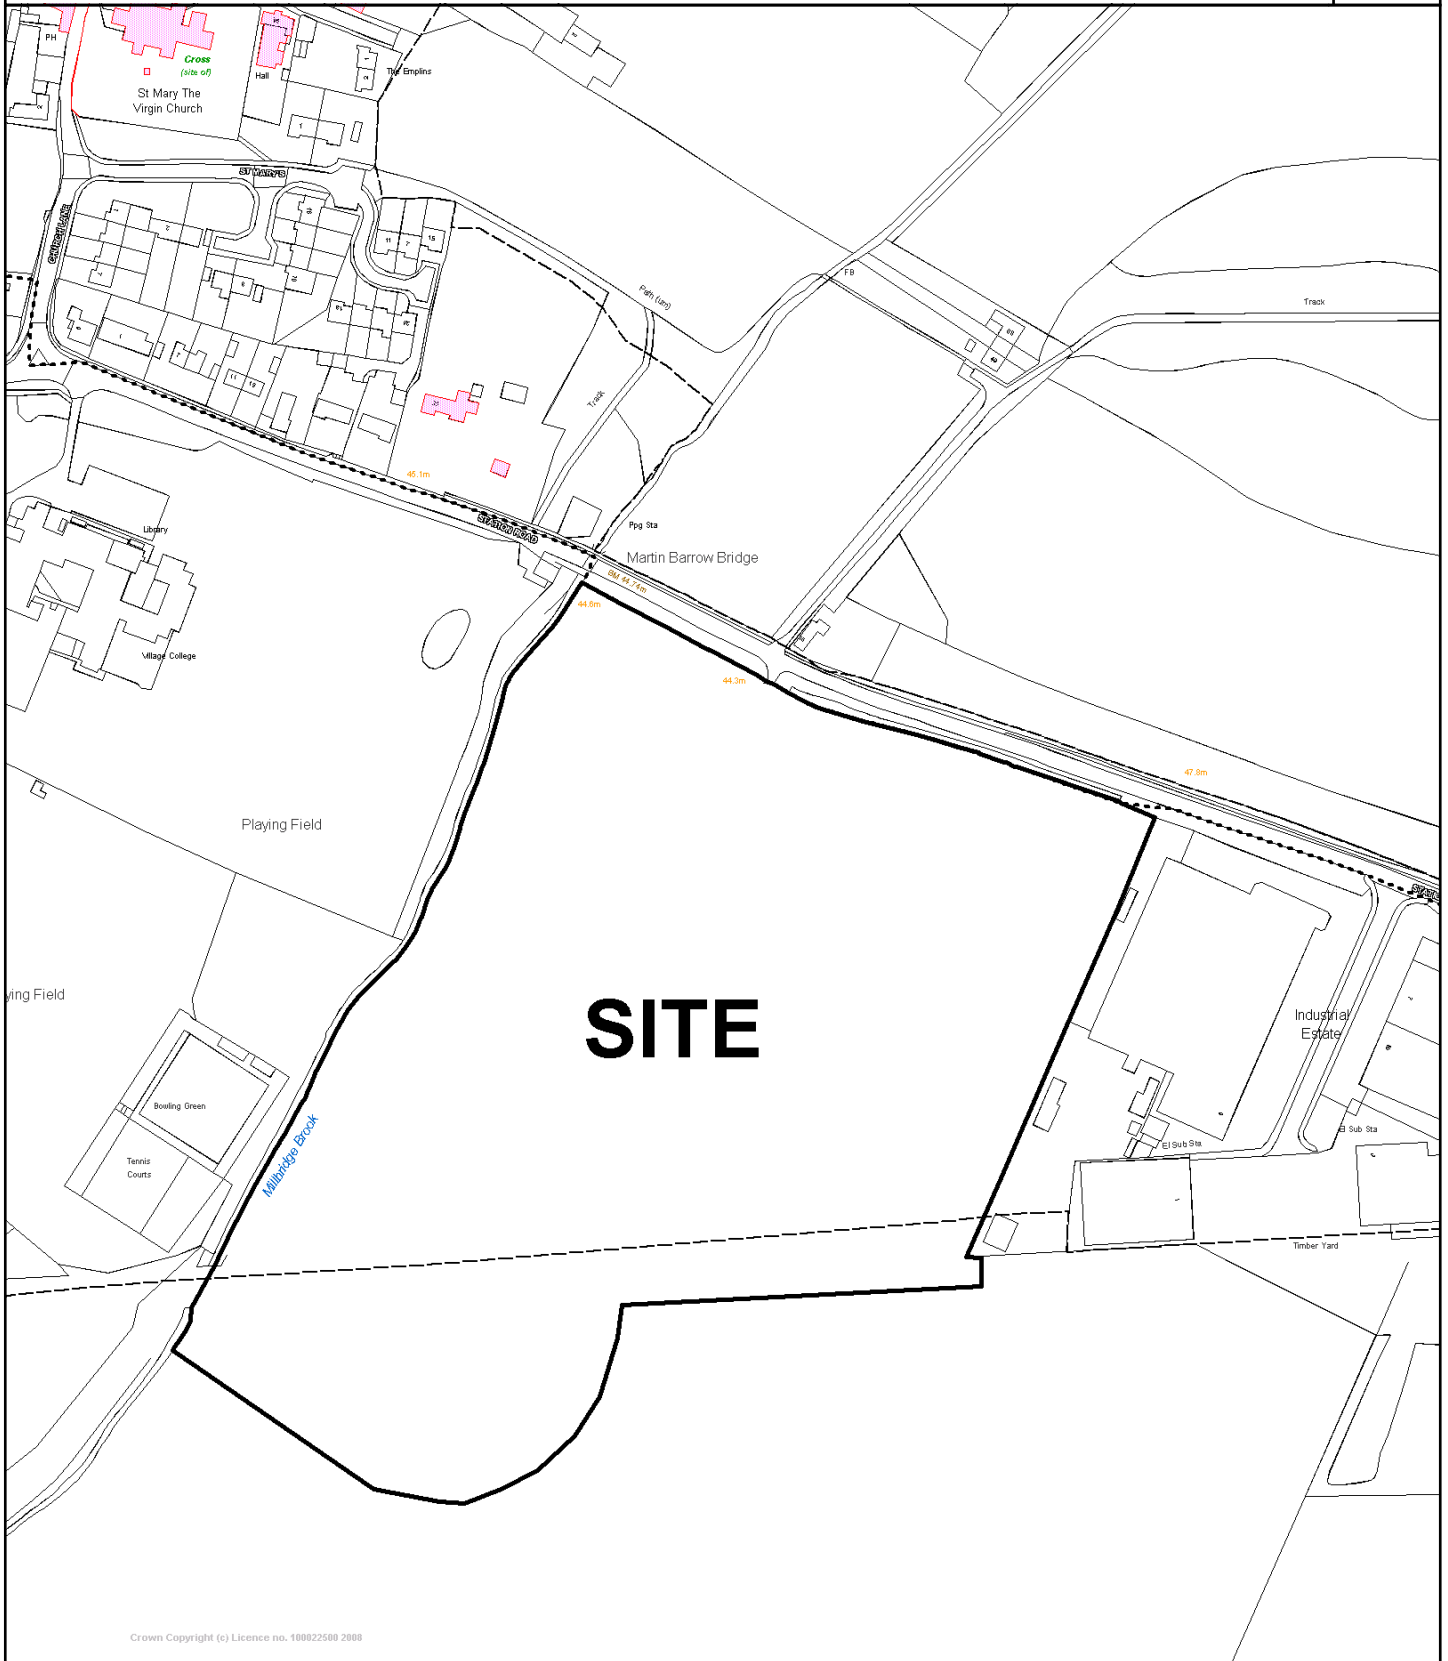 PH
Cross
(site of)
St Mary The
Virgin Church
Hall
The Emplins
ST MARY'S
CHURCH LANE
Path (um)
FB
Track
Track
45.1m
STATION ROAD
Ppg Sta
Martin Barrow Bridge
BM 44.74m
44.6m
44.3m
47.9m
Library
Village College
Playing Field
ying Field
SITE
Industrial
Estate
Bowling Green
Tennis
Courts
Millbridge Brook
El Sub Sta
El Sub Sta
Timber Yard
Crown Copyright (c) Licence no. 100022500 2008